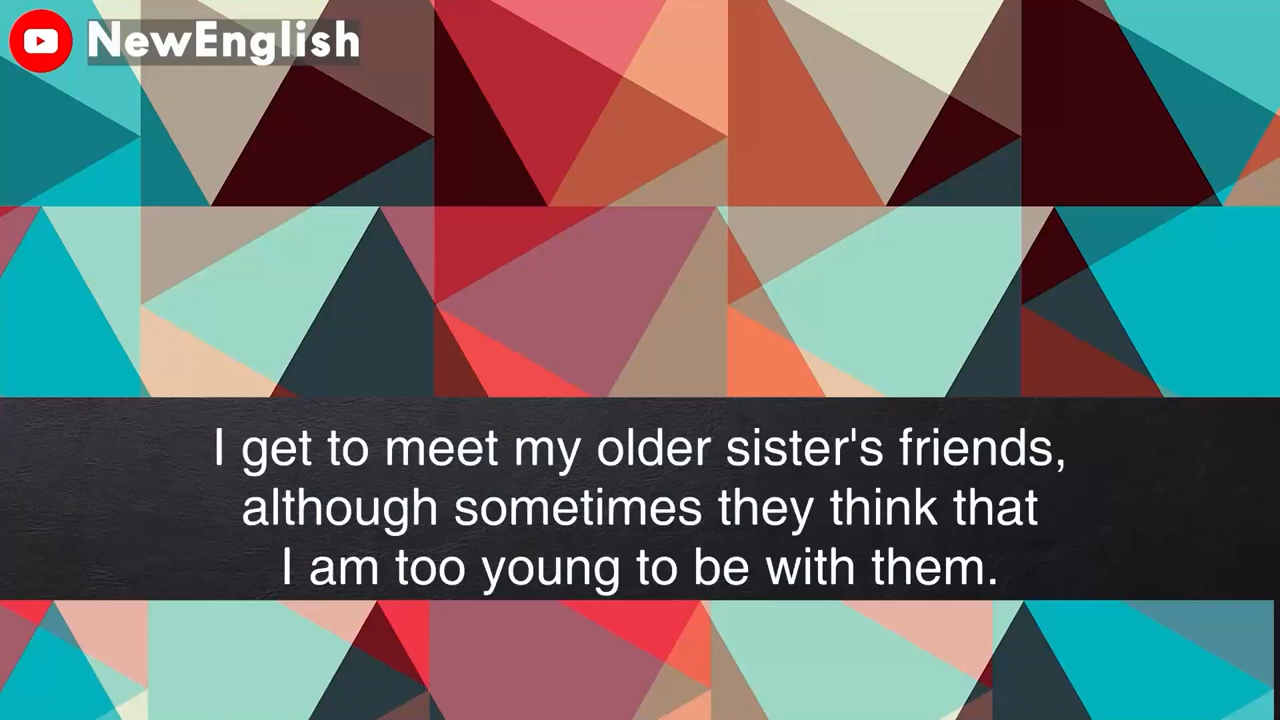 NewEnglish
I get to meet my older sister's friends,
although sometimes they think that
I am too young to be with them.